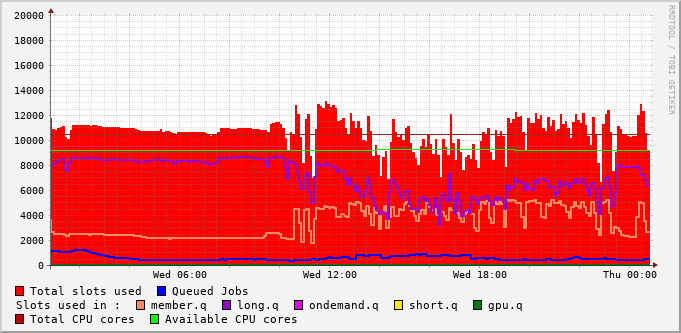 RRDTOOL / TOBI OETIKER
20000
18000
16000
14000
12000
10000
8000
6000
4000
2000
0
Wed 06:00 Wed 12:00 Wed 18:00 Thu 00:00
Total slots used Queued Jobs
Slots used in : member.q long.q ondemand.q short.q gpu.q
Total CPU cores Available CPU cores